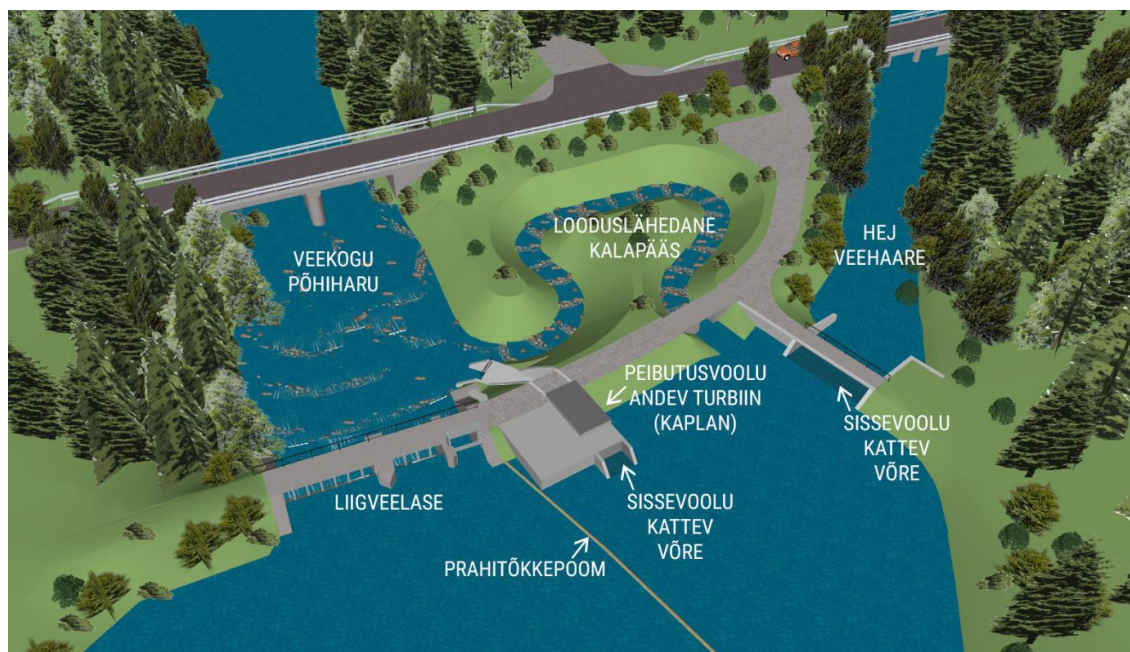 LOODUSLÄHEDANE
KALAPÄÄS
HEJ
VEEHAARE
VEEKOGU
PÕHIHARU
PEIBUTUSVOOLU
ANDEV TURBIIN
(KAPLAN)
SISSEVOOLU
KATTEV
VÕRE
LIIGVEELASE
SISSEVOOLU
KATTEV
VÕRE
PRAHITÕKKEPOOM